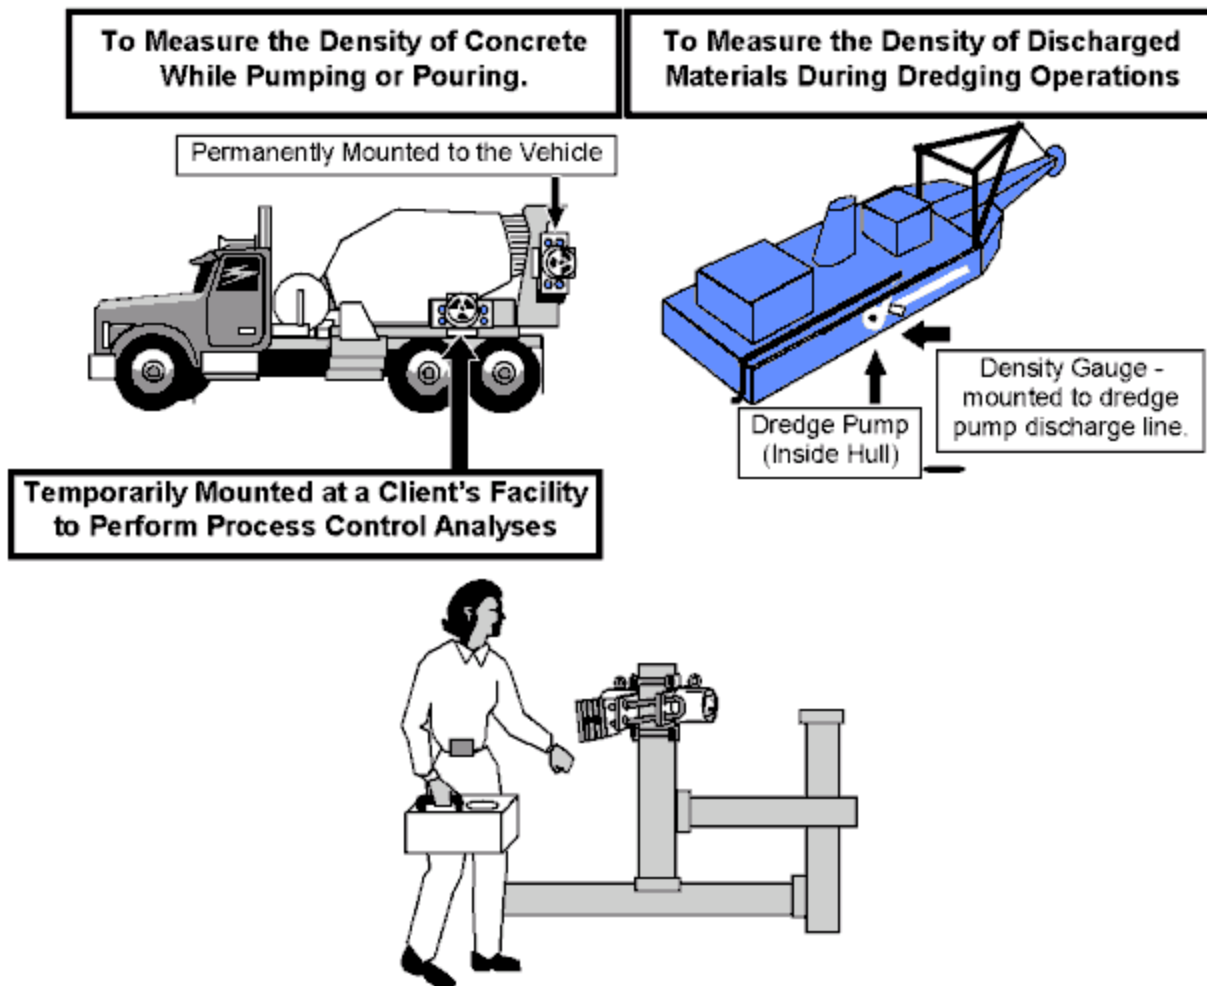 To Measure the Density of Concrete
While Pumping or Pouring.
To Measure the Density of Discharged
Materials During Dredging Operations
Permanently Mounted to the Vehicle
Density Gauge -
mounted to dredge
pump discharge line.
Dredge Pump
(Inside Hull)
Temporarily Mounted at a Client's Facility
to Perform Process Control Analyses